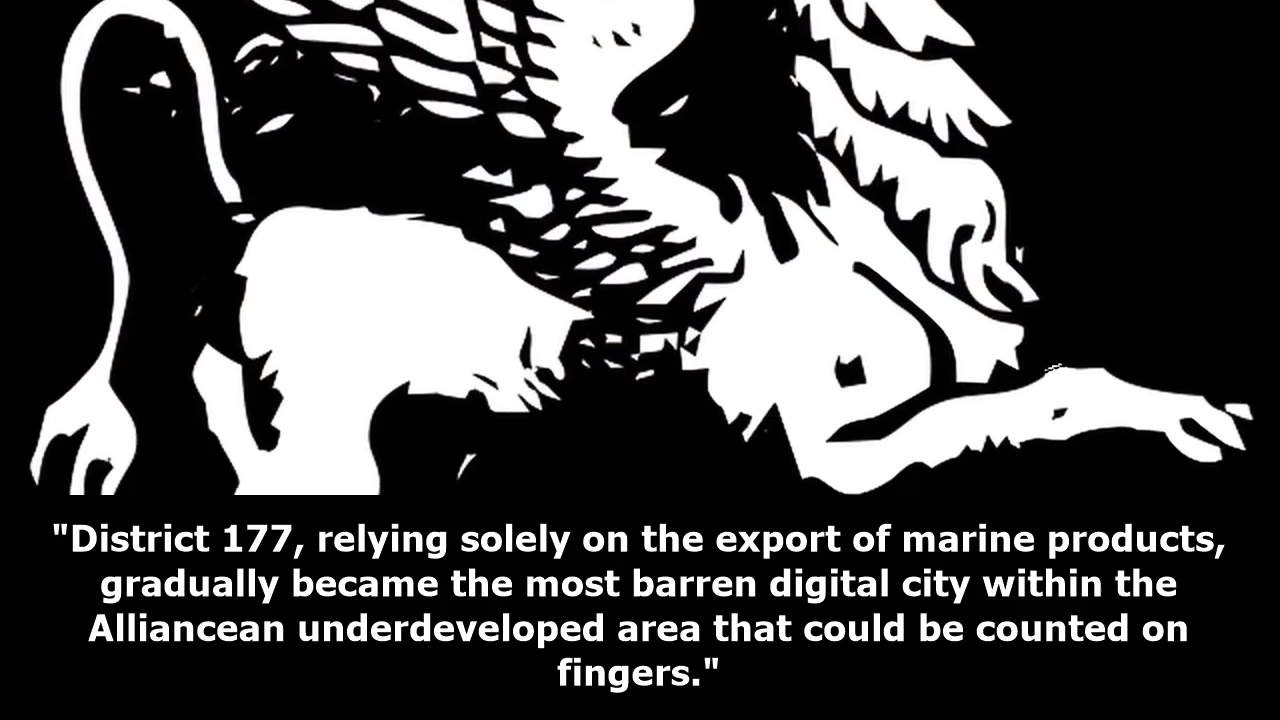 "District 177, relying solely on the export of marine products,
gradually became the most barren digital city within the
Alliancean underdeveloped area that could be counted on
fingers."